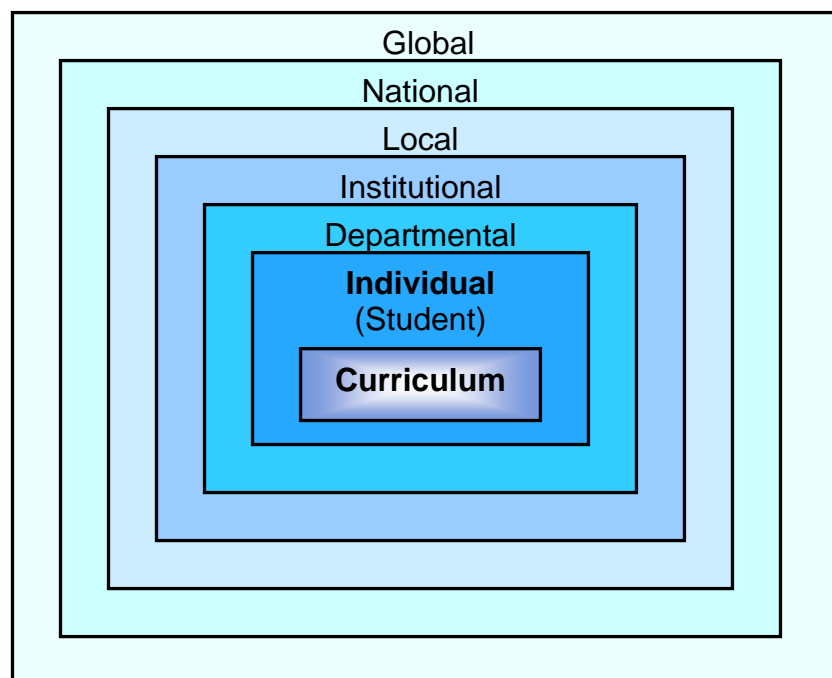 Global
National
Local
Institutional
Departmental
Individual
(Student)
Curriculum